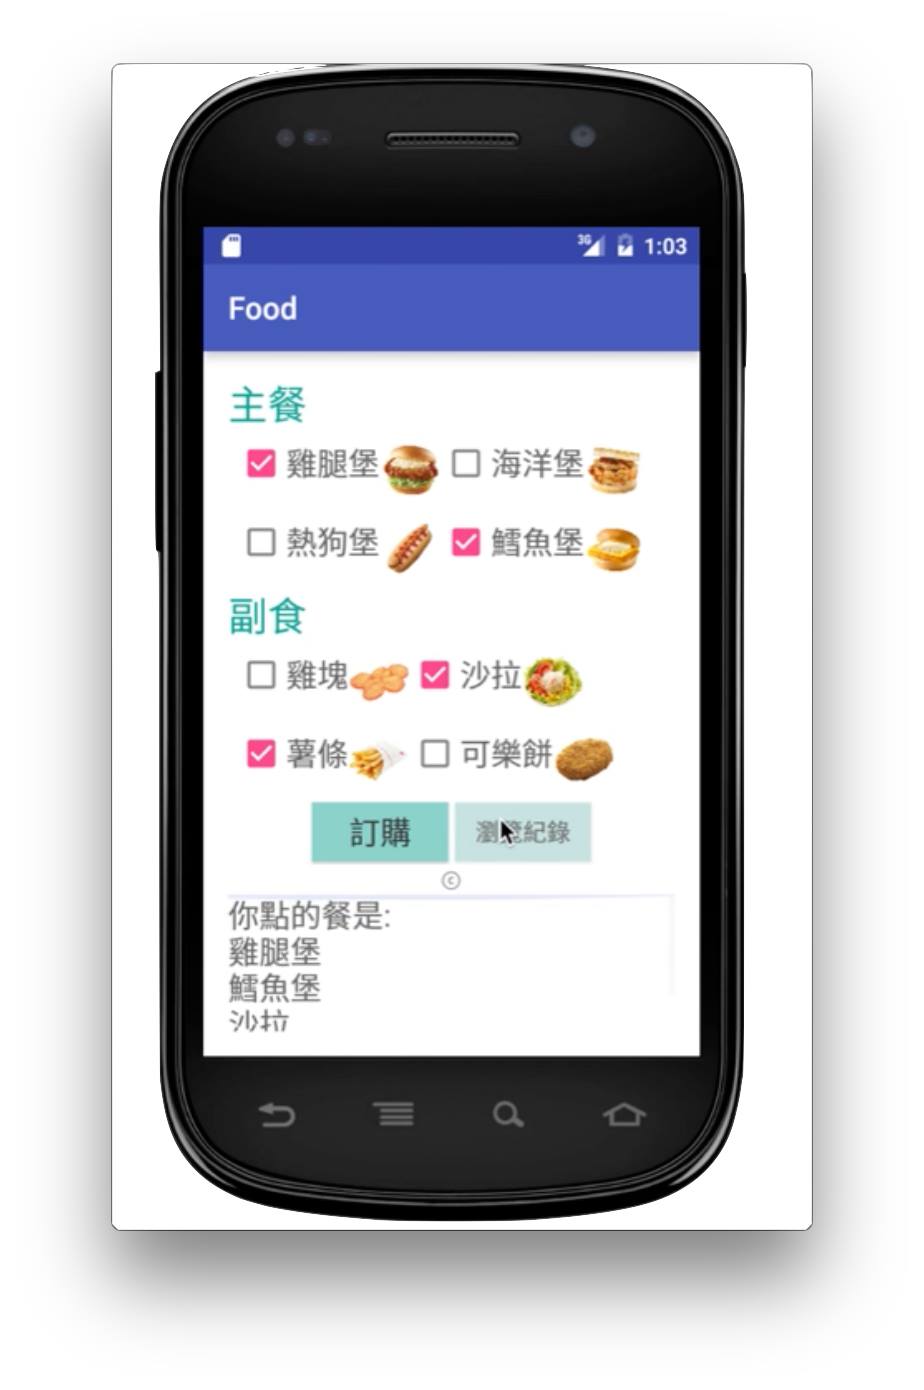 3G 1:03
Food
主餐
雞腿堡 海洋堡
熱狗堡 鱈魚堡
副食
雞塊 沙拉
薯條 可樂餅
訂購 瀏覽紀錄
©
你點的餐是:
雞腿堡
鱈魚堡
沙拉